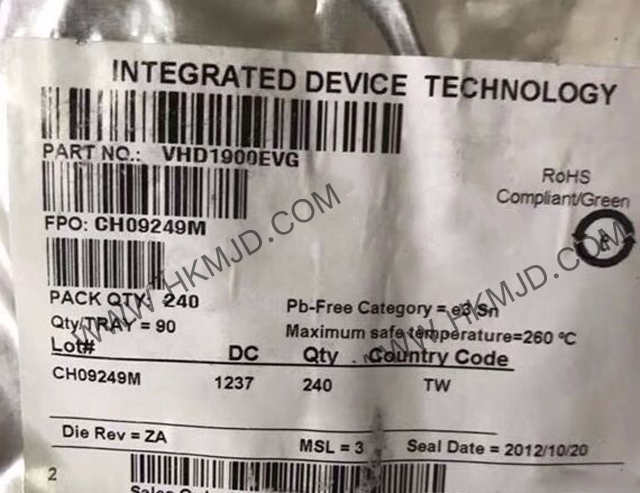 INTEGRATED DEVICE TECHNOLOGY
PART NO.: VHD1900EVG
RoHS
Compliant/Green
FPO: CH09249M
PACK QTY: 240
Pb-Free Category = e3 Sn
Qty/TRAY = 90
Maximum safe temperature=260 ºC
Lot# DC Qty Country Code
CH09249M 1237 240 TW
Die Rev = ZA MSL = 3 Seal Date = 2012/10/20
2
WWW.HKMJD.COM
WWW.HKMJD.COM